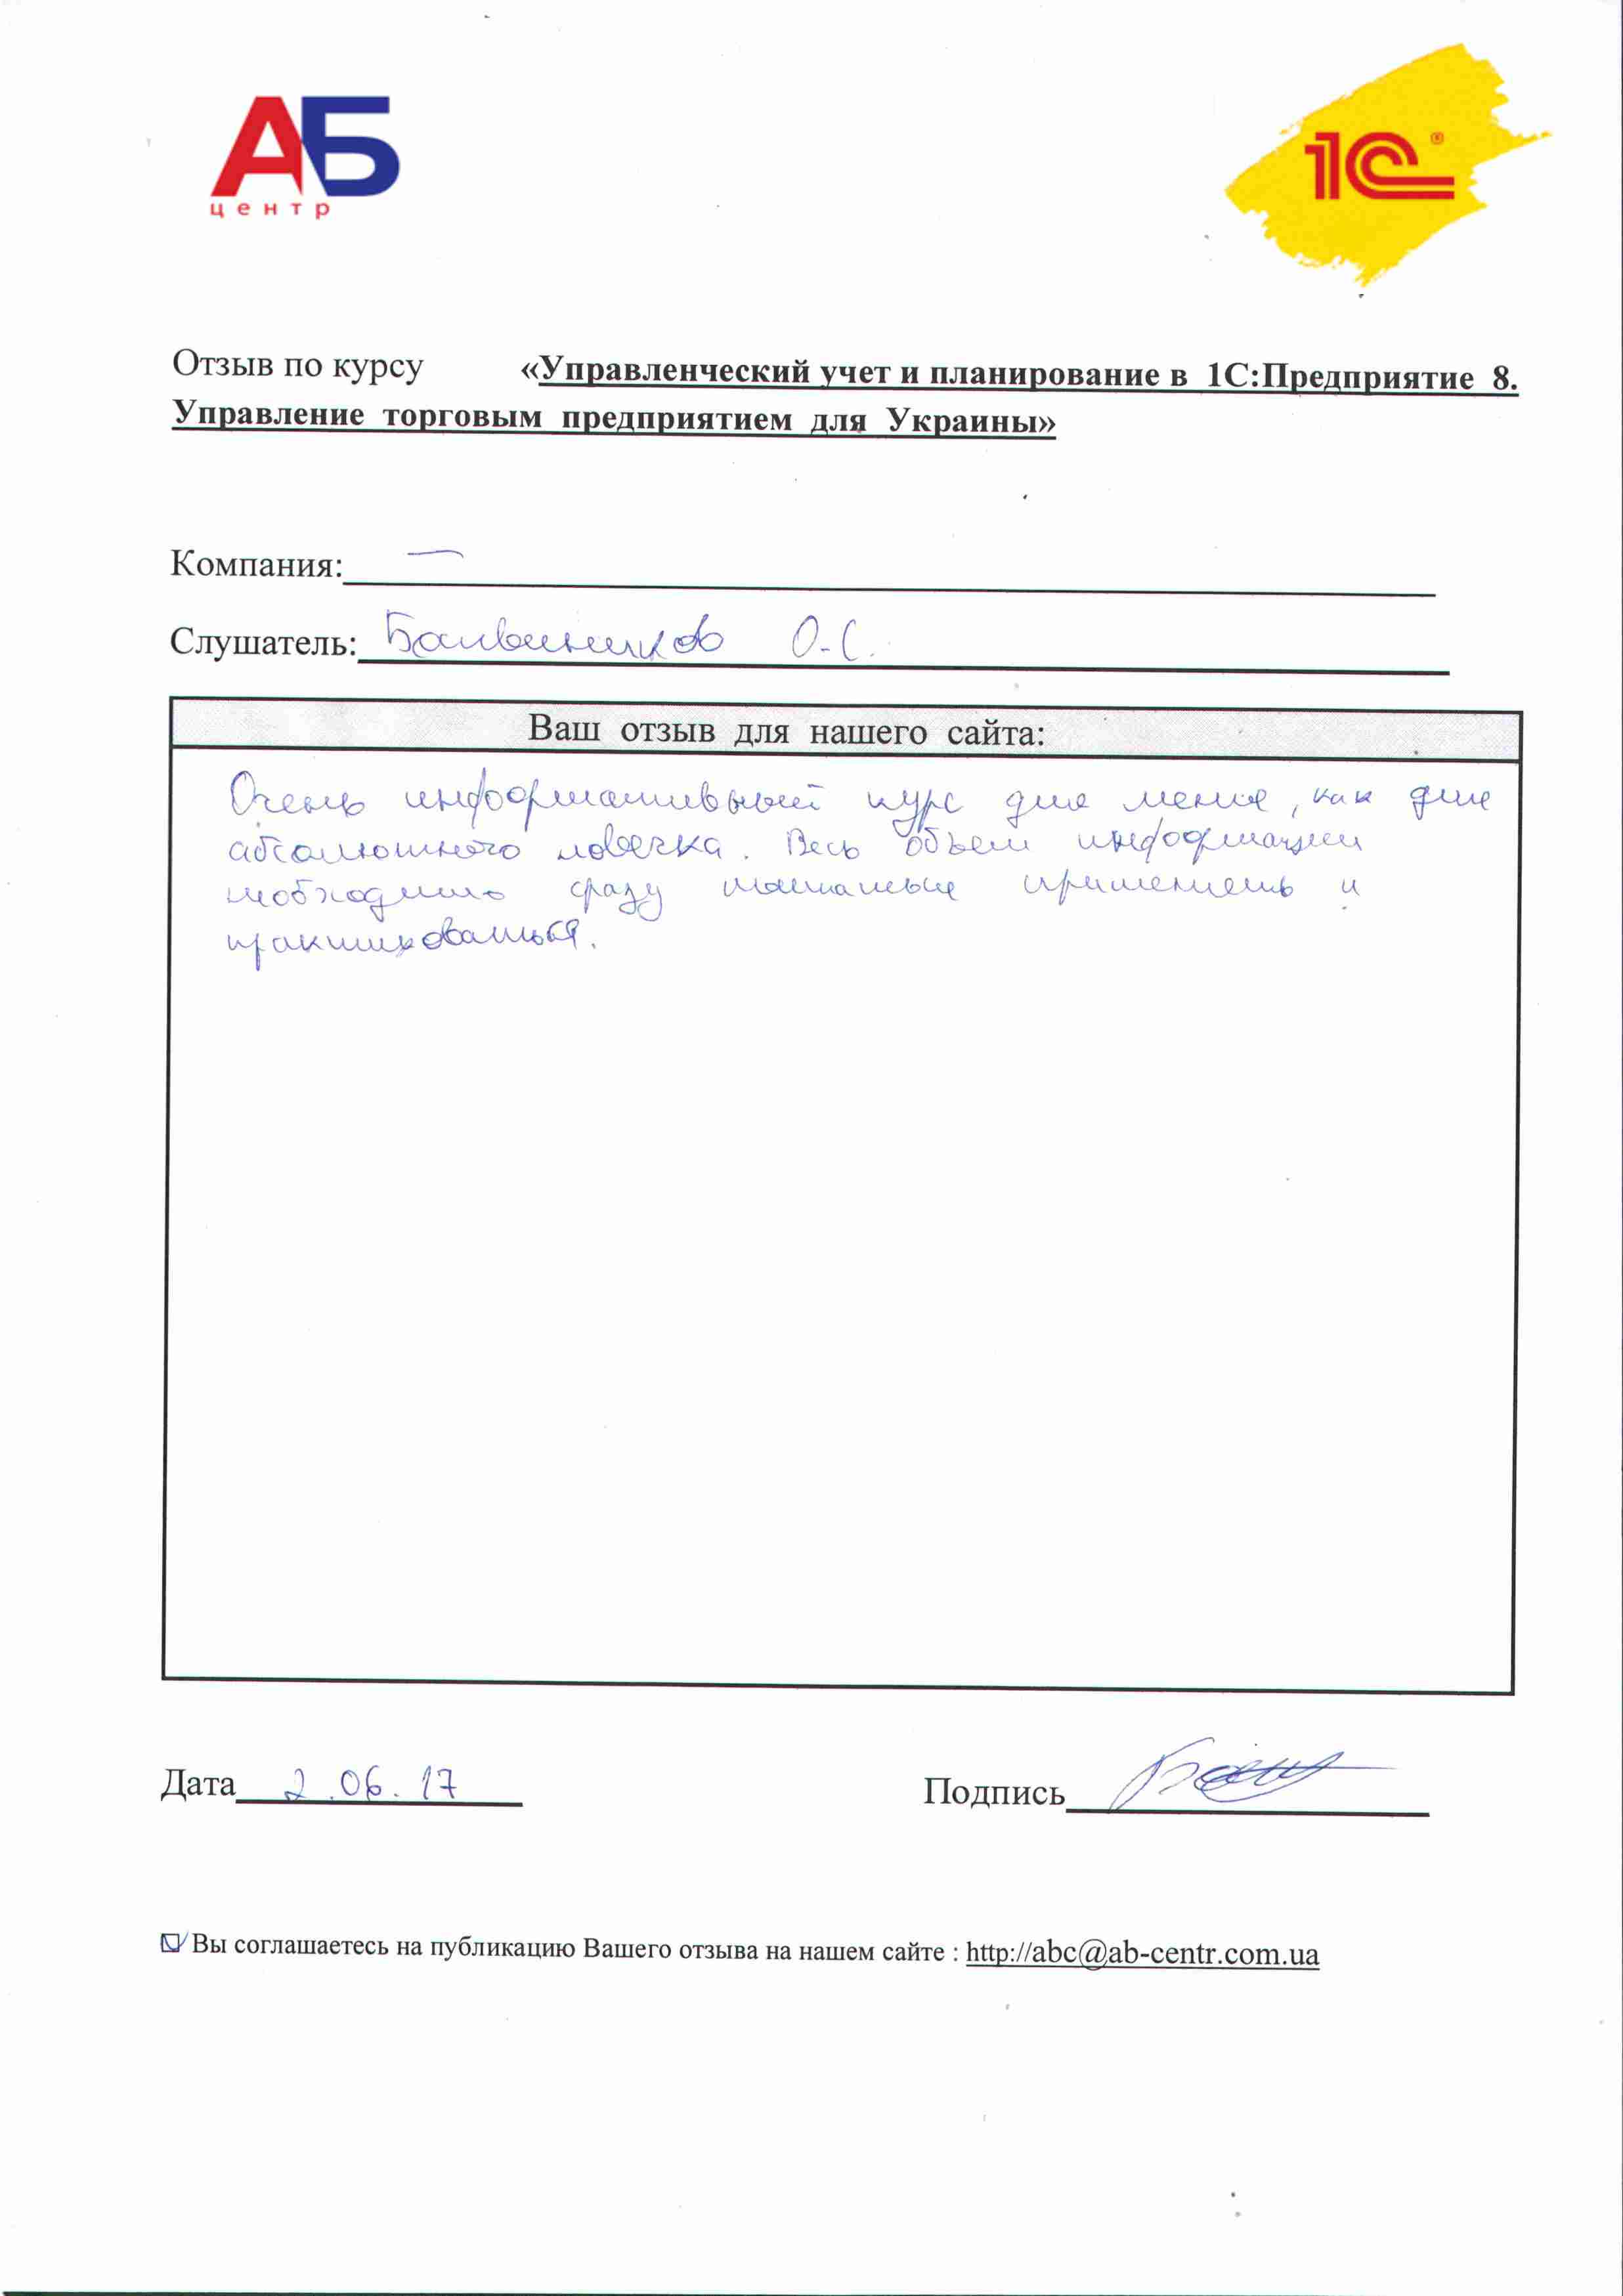 АБ
центр
1С®
Отзыв по курсу «Управленческий учет и планирование в 1С:Предприятие 8.
Управление торговым предприятием для Украины»
Компания: —
Слушатель: О.С.
Ваш отзыв для нашего сайта:
Очень информативный курс для меня, как для
абсолютного новечка. Весь объем информации
необходимо сразу пытаться применять и
практиковаться.
Дата 2.06.17 Подпись
Вы соглашаетесь на публикацию Вашего отзыва на нашем сайте : http://abc@ab-centr.com.ua